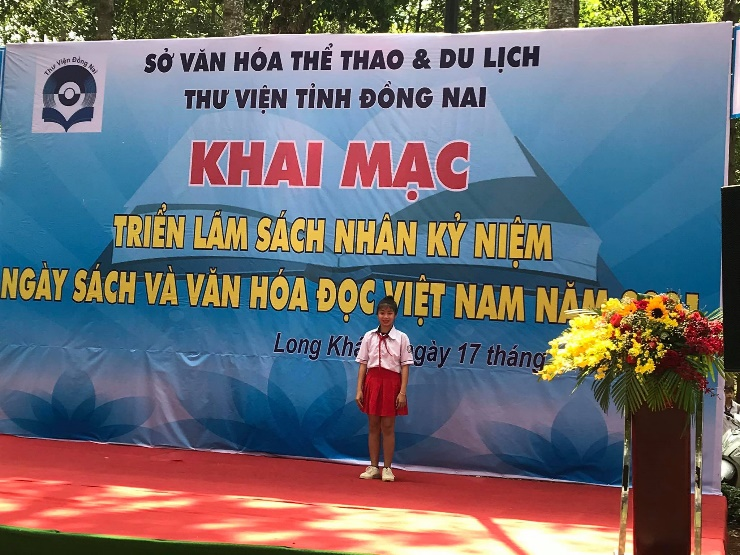 Thư Viện Đồng Nai
SỞ VĂN HÓA THỂ THAO & DU LỊCH
THƯ VIỆN TỈNH ĐỒNG NAI
KHAI MẠC
TRIỂN LÃM SÁCH NHÂN KỶ NIỆM
NGÀY SÁCH VÀ VĂN HÓA ĐỌC VIỆT NAM NĂM
Long ngày 17 tháng